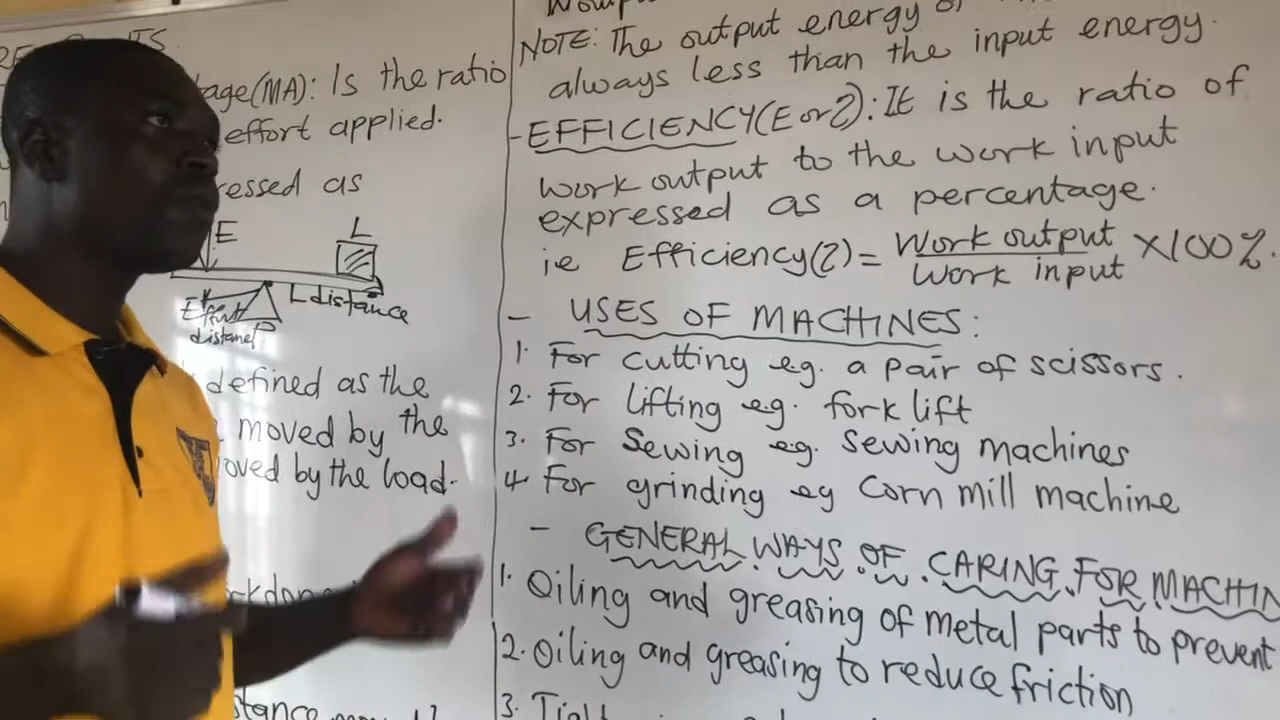 age(MA): Is the ratio
effort applied.
ressed as
E
L
L distance
Effort
distance
defined as the
moved by the
oved by the load.
rkdon
stance
NOTE: The output energy of
always less than the input energy.
- EFFICIENCY(E or η): It is the ratio of
work output to the work input
expressed as a percentage.
ie Efficiency(η) = Work output
Work input
×100%.
- USES OF MACHINES:
1. For cutting e.g. a pair of scissors.
2. For lifting e.g. fork lift
3. For Sewing eg. Sewing machines
4. For grinding eg Corn mill machine
- GENERAL WAYS OF CARING FOR MACHIN
1. Oiling and greasing of metal parts to prevent
2. Oiling and greasing to reduce friction
3.